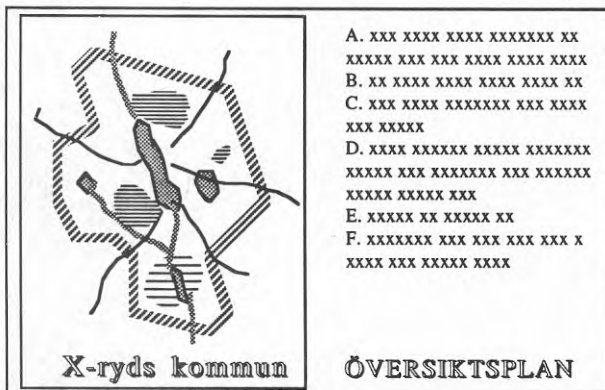 A. xxx xxxx xxxx xxxxxxx xx
xxxxx xxx xxx xxxx xxxx xxxx
B. xx xxxx xxxx xxxx xxxx xx
C. xxx xxxx xxxxxxx xxx xxxx
xxx xxxxx
D. xxxx xxxxxx xxxxx xxxxxxx
xxxxx xxx xxxxxxx xxx xxxxxx
xxxxx xxxxx xxx
E. xxxxx xx xxxxx xx
F. xxxxxxx xxx xxx xxx xxx x
xxxx xxx xxxxx xxxx
X-ryds kommun
ÖVERSIKTSPLAN